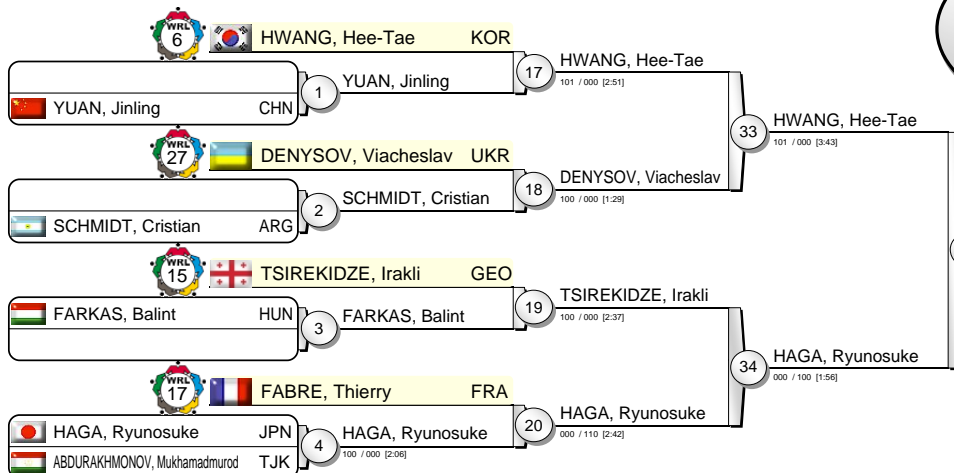 WRL
6
HWANG, Hee-Tae KOR
YUAN, Jinling CHN
1
YUAN, Jinling
17
HWANG, Hee-Tae
101 / 000 [2:51]
WRL
27
DENYSOV, Viacheslav UKR
SCHMIDT, Cristian ARG
2
SCHMIDT, Cristian
18
DENYSOV, Viacheslav
100 / 000 [1:29]
33
HWANG, Hee-Tae
101 / 000 [3:43]
WRL
15
TSIREKIDZE, Irakli GEO
FARKAS, Balint HUN
3
FARKAS, Balint
19
TSIREKIDZE, Irakli
100 / 000 [2:37]
WRL
17
FABRE, Thierry FRA
HAGA, Ryunosuke JPN
ABDURAKHMONOV, Mukhamadmurod TJK
4
HAGA, Ryunosuke
100 / 000 [2:06]
20
HAGA, Ryunosuke
000 / 110 [2:42]
34
HAGA, Ryunosuke
000 / 100 [1:56]